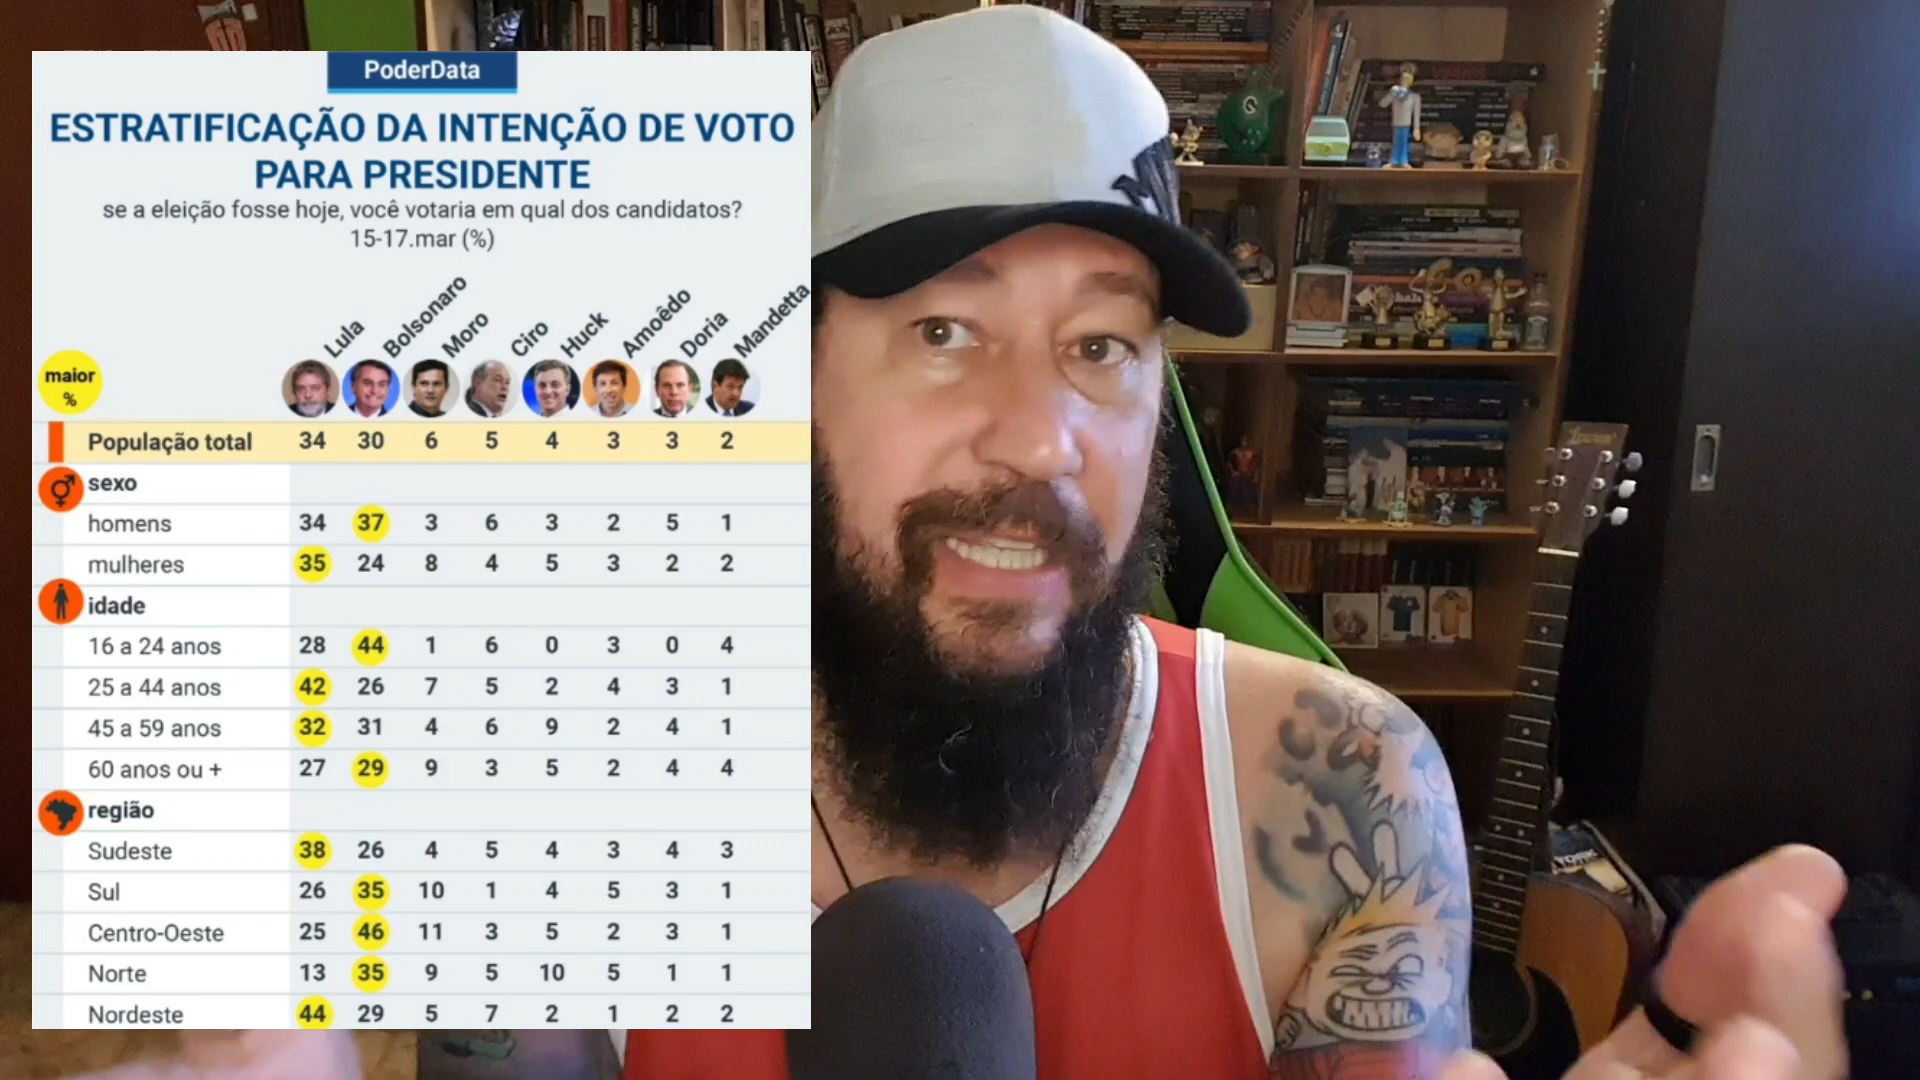 PoderData
ESTRATIFICAÇÃO DA INTENÇÃO DE VOTO
PARA PRESIDENTE
se a eleição fosse hoje, você votaria em qual dos candidatos?
15-17.mar (%)
maior
%
Lula Bolsonaro Moro Ciro Huck Amoêdo Doria Mandetta
População total 34 30 6 5 4 3 3 2
sexo
homens 34 37 3 6 3 2 5 1
mulheres 35 24 8 4 5 3 2 2
idade
16 a 24 anos 28 44 1 6 0 3 0 4
25 a 44 anos 42 26 7 5 2 4 3 1
45 a 59 anos 32 31 4 6 9 2 4 1
60 anos ou + 27 29 9 3 5 2 4 4
região
Sudeste 38 26 4 5 4 3 4 3
Sul 26 35 10 1 4 5 3 1
Centro-Oeste 25 46 11 3 5 2 3 1
Norte 13 35 9 5 10 5 1 1
Nordeste 44 29 5 7 2 1 2 2